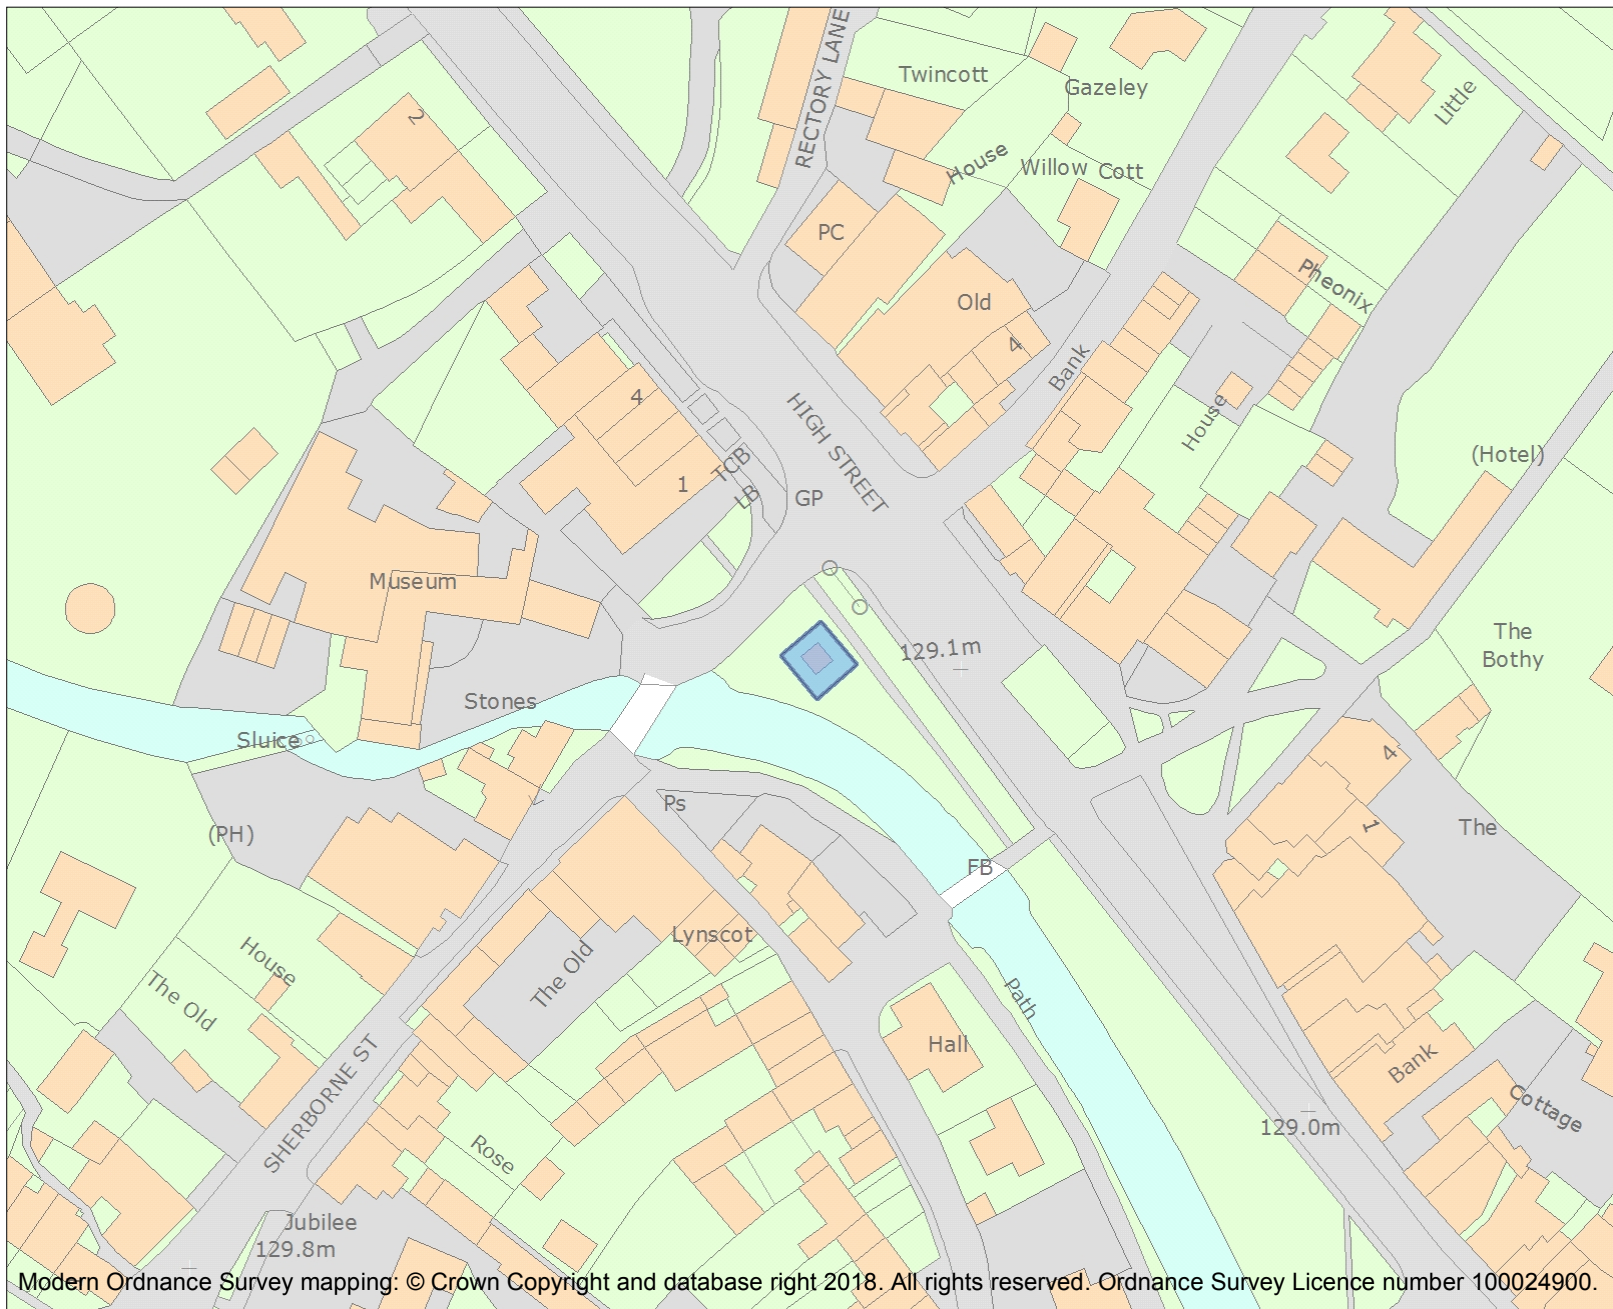 RECTORY LANE
Twincott
Gazeley
Little
2
House
Willow Cott
PC
Pheonix
Old
4
Bank
4
HIGH STREET
House
TCB
LB
1
GP
(Hotel)
Museum
129.1m
The
Bothy
Stones
Sluice
4
Ps
(PH)
1
The
FB
Lynscot
House
The Old
The Old
Path
Hall
Bank
Cottage
SHERBORNE ST
129.0m
Rose
Jubilee
129.8m
Modern Ordnance Survey mapping: © Crown Copyright and database right 2018. All rights reserved. Ordnance Survey Licence number 100024900.